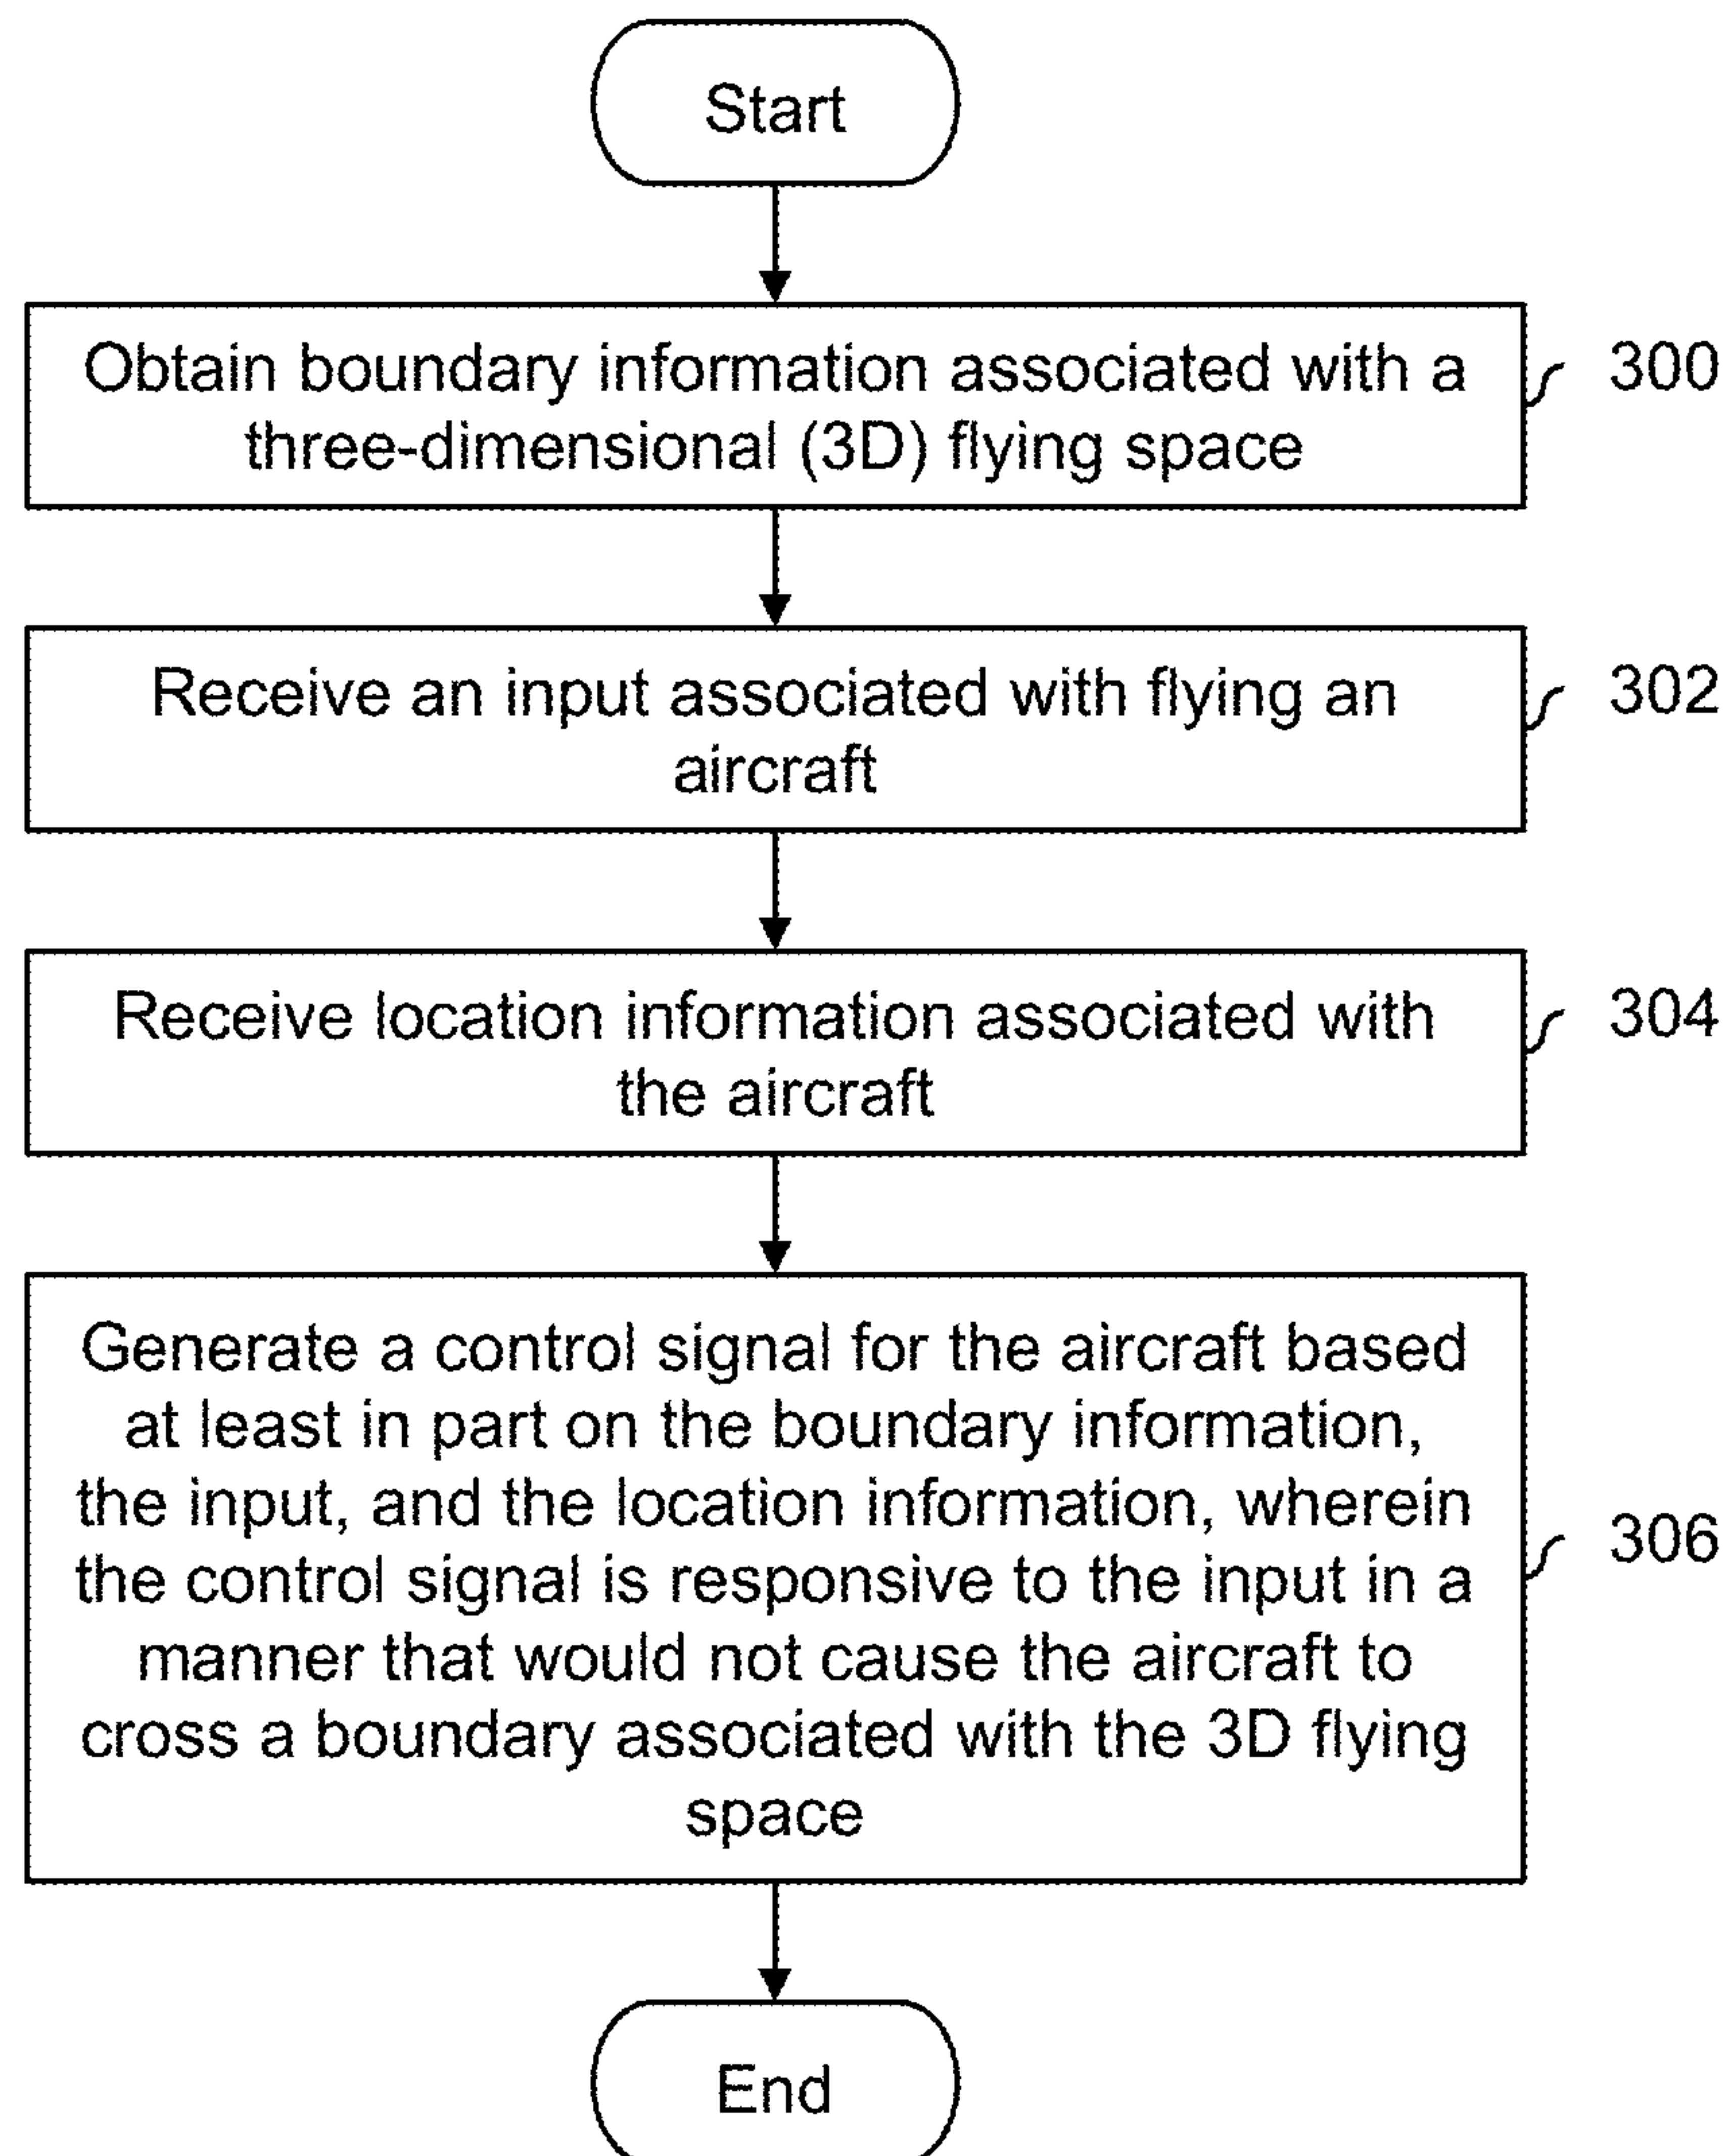 Start
Obtain boundary information associated with a
three-dimensional (3D) flying space
300
Receive an input associated with flying an
aircraft
302
Receive location information associated with
the aircraft
304
Generate a control signal for the aircraft based
at least in part on the boundary information,
the input, and the location information, wherein
the control signal is responsive to the input in a
manner that would not cause the aircraft to
cross a boundary associated with the 3D flying
space
306
End